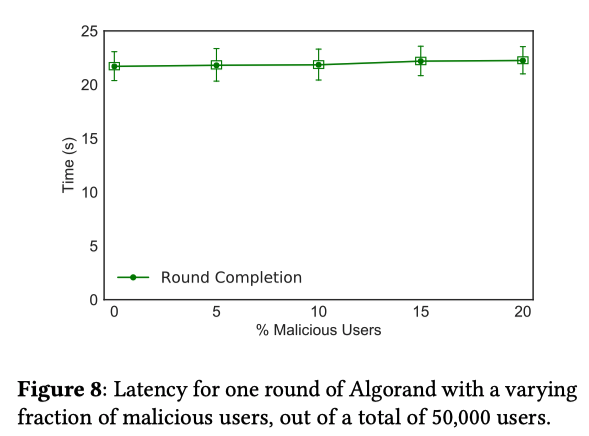 25
20
15
10
5
0
Time (s)
Round Completion
0 5 10 15 20
% Malicious Users
Figure 8: Latency for one round of Algorand with a varying
fraction of malicious users, out of a total of 50,000 users.